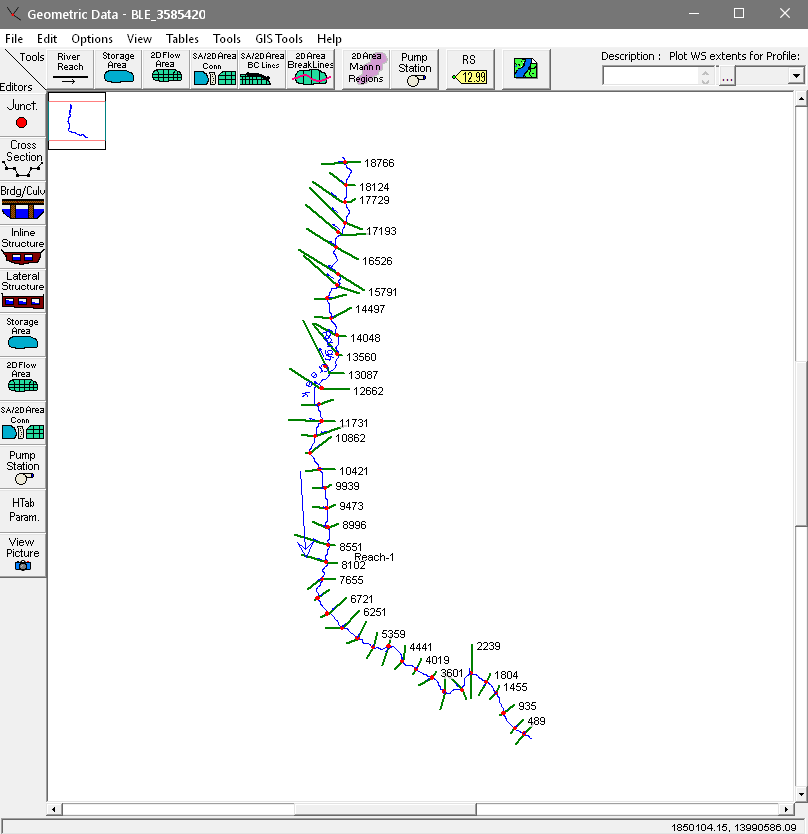 Geometric Data - BLE_3585420
File Edit Options View Tables Tools GIS Tools Help
Tools
Editors
River
Reach
Storage
Area
2D Flow
Area
SA/2D Area
Conn
SA/2D Area
BC Lines
2D Area
BreakLines
2D Area
Mann n
Regions
Pump
Station
RS
12.99
Description :
Plot WS extents for Profile:
...
Junct.
Cross
Section
Brdg/Culv
Inline
Structure
Lateral
Structure
Storage
Area
2D Flow
Area
SA/2D Area
Conn
Pump
Station
HTab
Param.
View
Picture
18766
18124
17729
17193
16526
15791
14497
14048
13560
13087
12662
11731
10862
10421
9939
9473
8996
8551
Reach-1
8102
7655
6721
6251
5359
4441
4019
3601
2239
1804
1455
935
489
1850104.15, 13990586.09